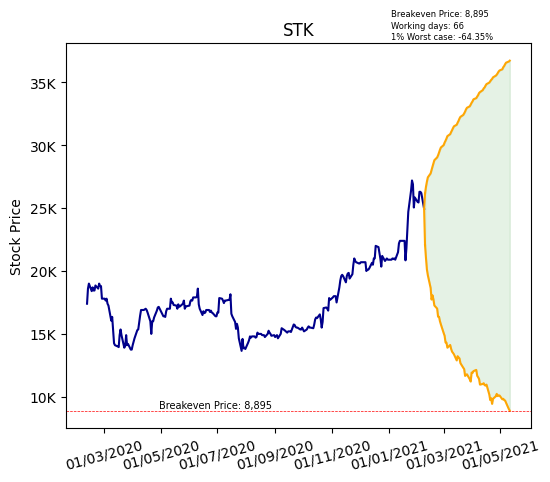 Breakeven Price: 8,895
Working days: 66
1% Worst case: -64.35%
STK
Stock Price
35K
30K
25K
20K
15K
10K
Breakeven Price: 8,895
01/03/2020 01/05/2020 01/07/2020 01/09/2020 01/11/2020 01/01/2021 01/03/2021 01/05/2021